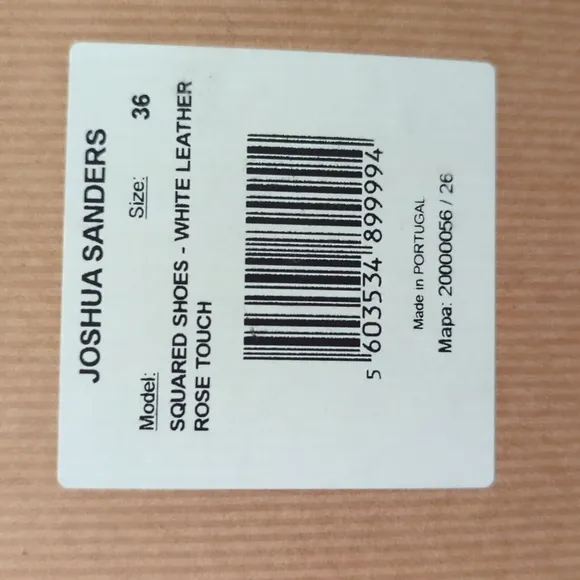 JOSHUA SANDERS
Model: Size: 36
SQUARED SHOES - WHITE LEATHER
ROSE TOUCH
5 603534 899994
Made in PORTUGAL
Mapa: 20000056 / 26